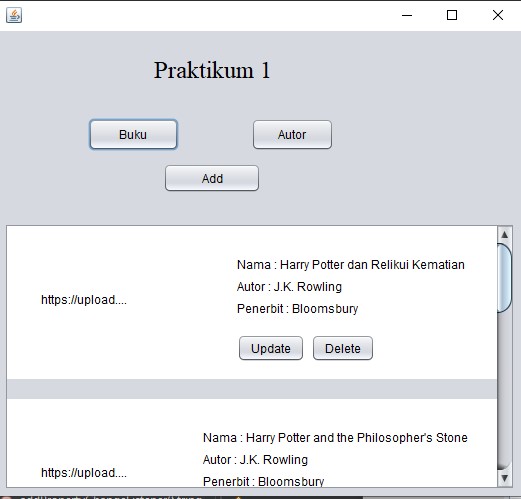 Praktikum 1
Buku
Autor
Add
Nama : Harry Potter dan Relikui Kematian
Autor : J.K. Rowling
https://upload....
Penerbit : Bloomsbury
Update
Delete
Nama : Harry Potter and the Philosopher's Stone
Autor : J.K. Rowling
https://upload....
Penerbit : Bloomsbury